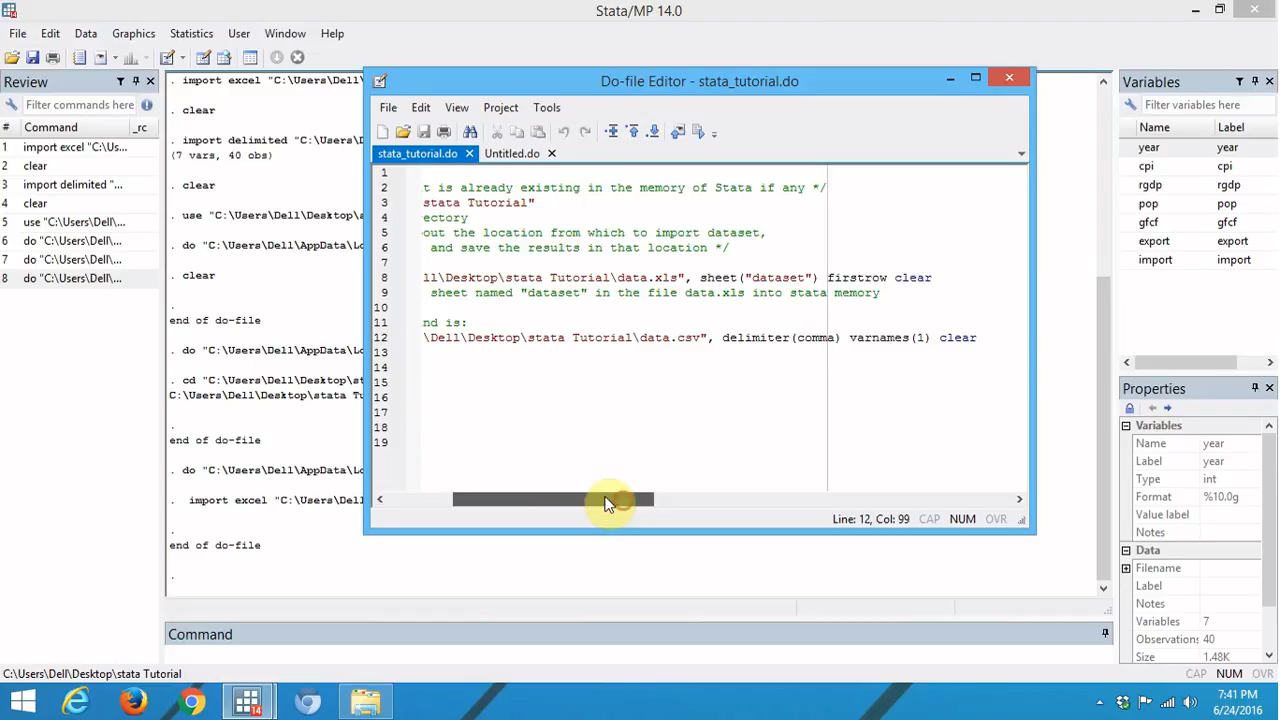 Stata/MP 14.0
File Edit Data Graphics Statistics User Window Help
Review
Filter commands here
# Command _rc
1 import excel "C:\Us...
2 clear
3 import delimited "...
4 clear
5 use "C:\Users\Dell\...
6 do "C:\Users\Dell\...
7 do "C:\Users\Dell\...
8 do "C:\Users\Dell\...
. import excel "C:\Users\Dell\
. clear
. import delimited "C:\Users\D
(7 vars, 40 obs)
. clear
. use "C:\Users\Dell\Desktop\s
. do "C:\Users\Dell\AppData\Lo
. clear
.
end of do-file
. do "C:\Users\Dell\AppData\Lo
. cd "C:\Users\Dell\Desktop\st
C:\Users\Dell\Desktop\stata Tu
.
end of do-file
. do "C:\Users\Dell\AppData\Lo
. import excel "C:\Users\Dell
.
end of do-file
.
Do-file Editor - stata_tutorial.do
File Edit View Project Tools
stata_tutorial.do Untitled.do
1
2 t is already existing in the memory of Stata if any */
3 stata Tutorial"
4 ectory
5 out the location from which to import dataset,
6 and save the results in that location */
7
8 ll\Desktop\stata Tutorial\data.xls", sheet("dataset") firstrow clear
9 sheet named "dataset" in the file data.xls into stata memory
10
11 nd is:
12 \Dell\Desktop\stata Tutorial\data.csv", delimiter(comma) varnames(1) clear
13
14
15
16
17
18
19
Line: 12, Col: 99 CAP NUM OVR
Variables
Filter variables here
Name Label
year year
cpi cpi
rgdp rgdp
pop pop
gfcf gfcf
export export
import import
Properties
Variables
Name year
Label year
Type int
Format %10.0g
Value label
Notes
Data
Filename
Label
Notes
Variables 7
Observations 40
Size 1.48K
Command
C:\Users\Dell\Desktop\stata Tutorial
CAP NUM OVR
14
7:41 PM
6/24/2016